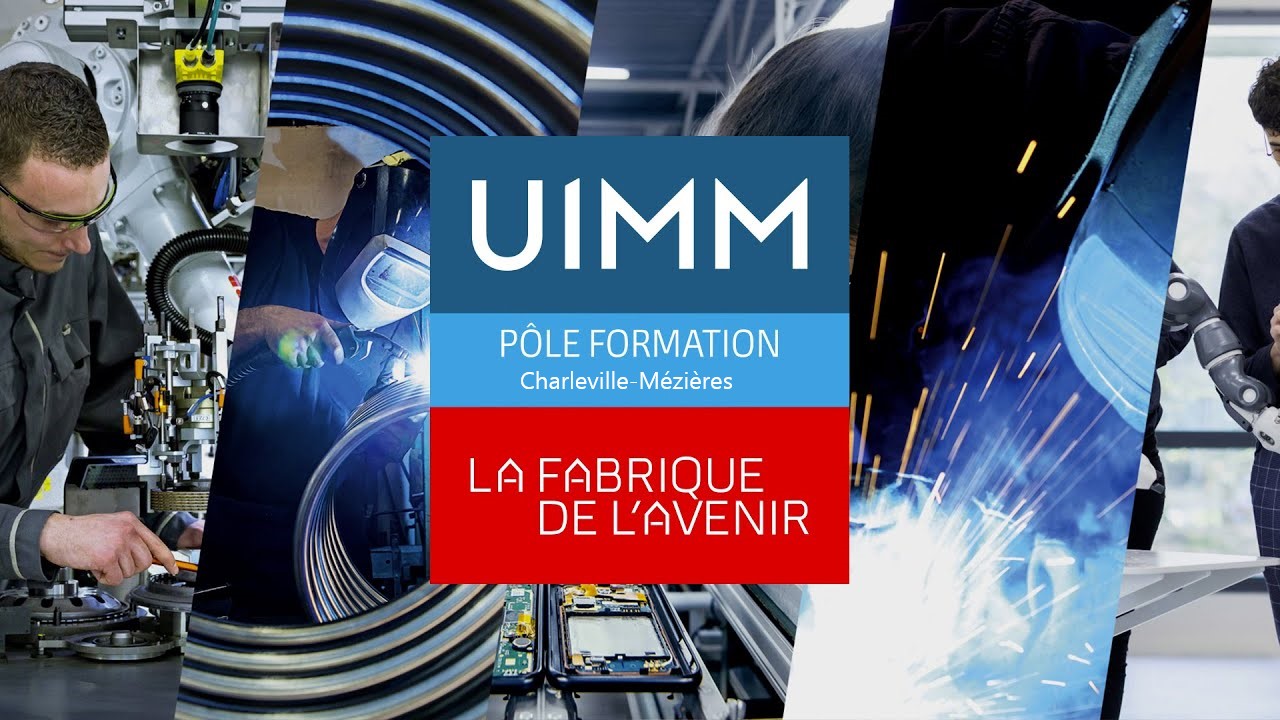 UIMM
PÔLE FORMATION
Charleville-Mézières
LA FABRIQUE
DE L'AVENIR